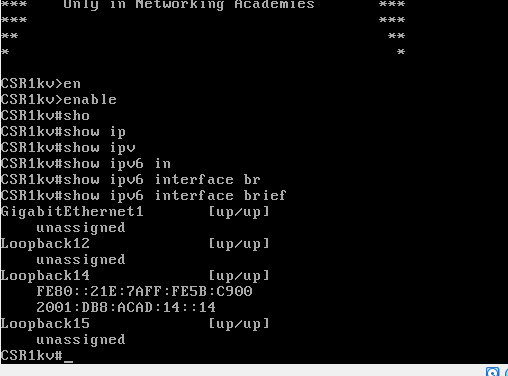 *** Only in Networking Academies ***
*** ***
** **
* *
CSR1kv>en
CSR1kv>enable
CSR1kv#sho
CSR1kv#show ip
CSR1kv#show ipv
CSR1kv#show ipv6 in
CSR1kv#show ipv6 interface br
CSR1kv#show ipv6 interface brief
GigabitEthernet1 [up/up]
unassigned
Loopback12 [up/up]
unassigned
Loopback14 [up/up]
FE80::21E:7AFF:FE5B:C900
2001:DB8:ACAD:14::14
Loopback15 [up/up]
unassigned
CSR1kv#_